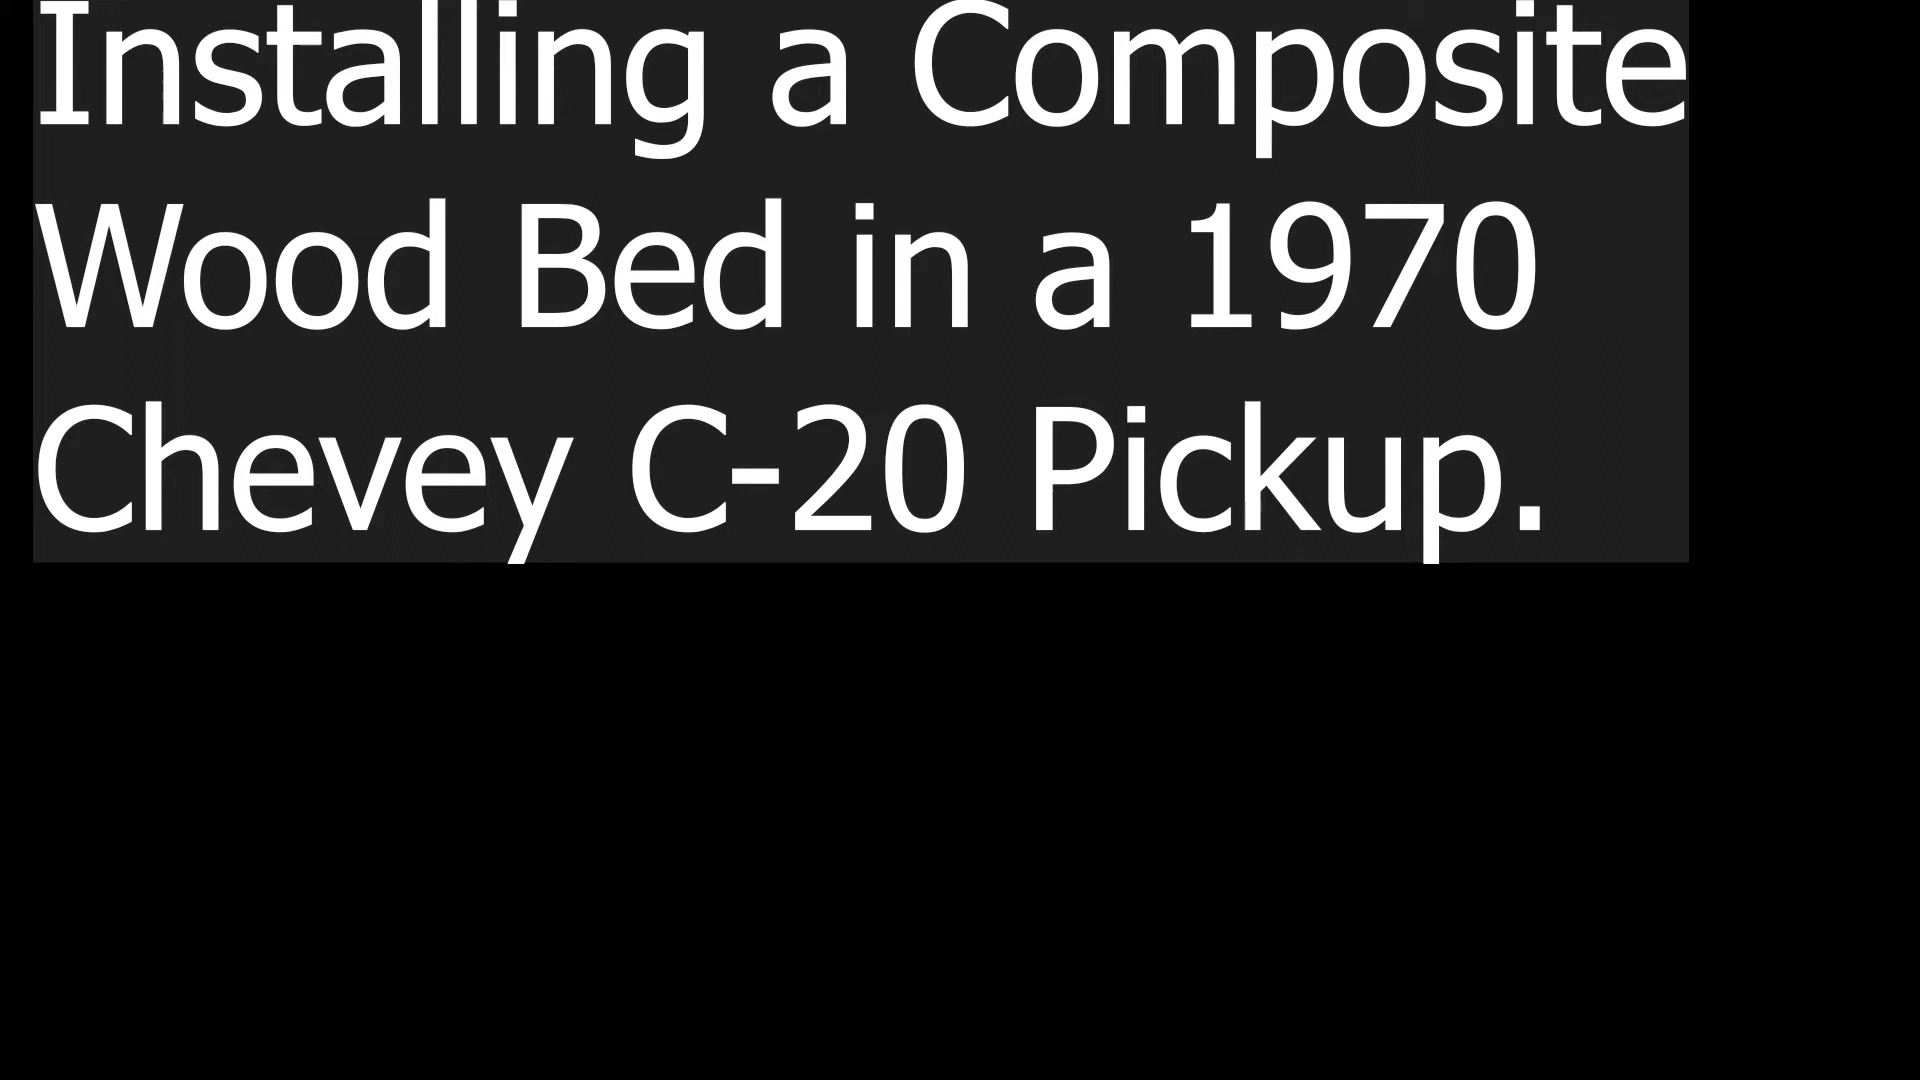 Installing a Composite
Wood Bed in a 1970
Chevey C-20 Pickup.